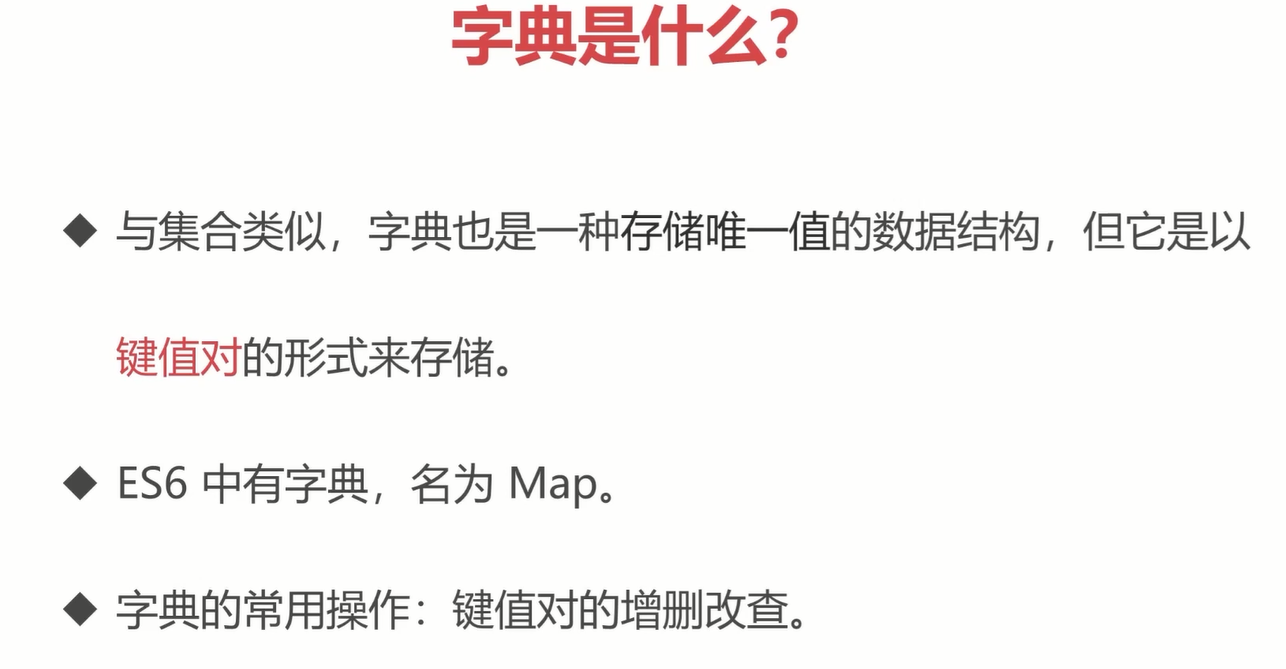 字典是什么？
◆ 与集合类似，字典也是一种存储唯一值的数据结构，但它是以
键值对的形式来存储。
◆ ES6 中有字典，名为 Map。
◆ 字典的常用操作：键值对的增删改查。